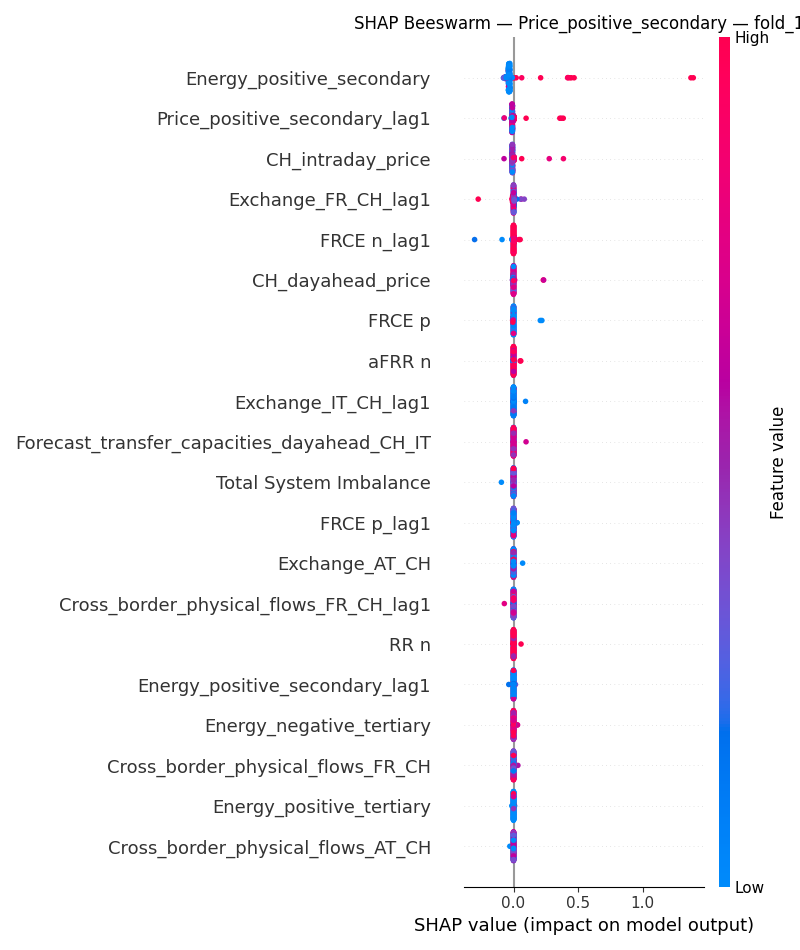 SHAP Beeswarm — Price_positive_secondary — fold_1
High
Energy_positive_secondary
Price_positive_secondary_lag1
CH_intraday_price
Exchange_FR_CH_lag1
FRCE n_lag1
CH_dayahead_price
FRCE p
aFRR n
Exchange_IT_CH_lag1
Forecast_transfer_capacities_dayahead_CH_IT
Total System Imbalance
FRCE p_lag1
Exchange_AT_CH
Cross_border_physical_flows_FR_CH_lag1
RR n
Energy_positive_secondary_lag1
Energy_negative_tertiary
Cross_border_physical_flows_FR_CH
Energy_positive_tertiary
Cross_border_physical_flows_AT_CH
Feature value
Low
0.0 0.5 1.0
SHAP value (impact on model output)